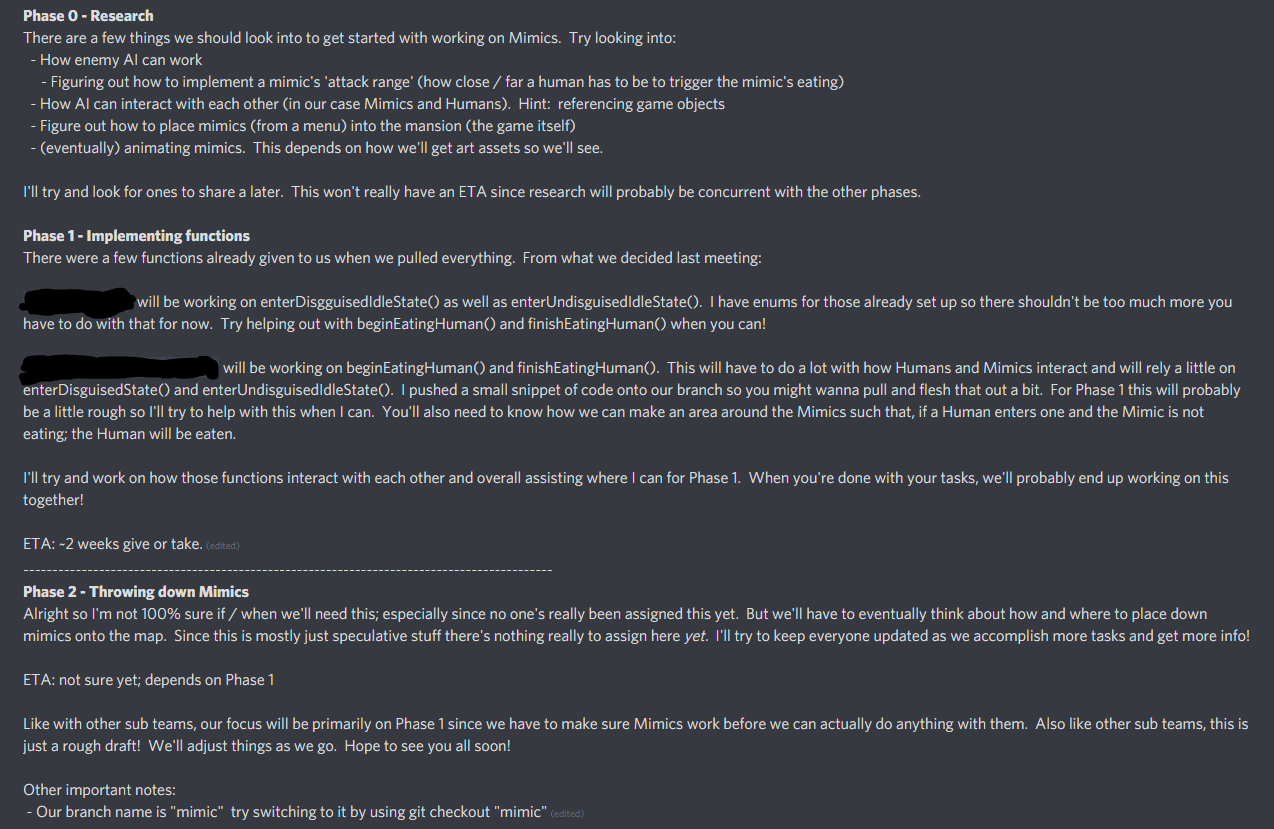 Phase 0 - Research
There are a few things we should look into to get started with working on Mimics.  Try looking into:
- How enemy AI can work
- Figuring out how to implement a mimic's 'attack range' (how close / far a human has to be to trigger the mimic's eating)
- How AI can interact with each other (in our case Mimics and Humans).  Hint:  referencing game objects
- Figure out how to place mimics (from a menu) into the mansion (the game itself)
- (eventually) animating mimics.  This depends on how we'll get art assets so we'll see.
I'll try and look for ones to share a later.  This won't really have an ETA since research will probably be concurrent with the other phases.
Phase 1 - Implementing functions
There were a few functions already given to us when we pulled everything.  From what we decided last meeting:
will be working on enterDisgguisedIdleState() as well as enterUndisguisedIdleState().  I have enums for those already set up so there shouldn't be too much more you
have to do with that for now.  Try helping out with beginEatingHuman() and finishEatingHuman() when you can!
will be working on beginEatingHuman() and finishEatingHuman().  This will have to do a lot with how Humans and Mimics interact and will rely a little on
enterDisguisedState() and enterUndisguisedIdleState().  I pushed a small snippet of code onto our branch so you might wanna pull and flesh that out a bit.  For Phase 1 this will probably
be a little rough so I'll try to help with this when I can.  You'll also need to know how we can make an area around the Mimics such that, if a Human enters one and the Mimic is not
eating; the Human will be eaten.
I'll try and work on how those functions interact with each other and overall assisting where I can for Phase 1.  When you're done with your tasks, we'll probably end up working on this
together!
ETA: ~2 weeks give or take. (edited)
--------------------------------------------------------------------------------------------
Phase 2 - Throwing down Mimics
Alright so I'm not 100% sure if / when we'll need this; especially since no one's really been assigned this yet.  But we'll have to eventually think about how and where to place down
mimics onto the map.  Since this is mostly just speculative stuff there's nothing really to assign here yet.  I'll try to keep everyone updated as we accomplish more tasks and get more info!
ETA: not sure yet; depends on Phase 1
Like with other sub teams, our focus will be primarily on Phase 1 since we have to make sure Mimics work before we can actually do anything with them.  Also like other sub teams, this is
just a rough draft!  We'll adjust things as we go.  Hope to see you all soon!
Other important notes:
- Our branch name is "mimic"  try switching to it by using git checkout "mimic" (edited)